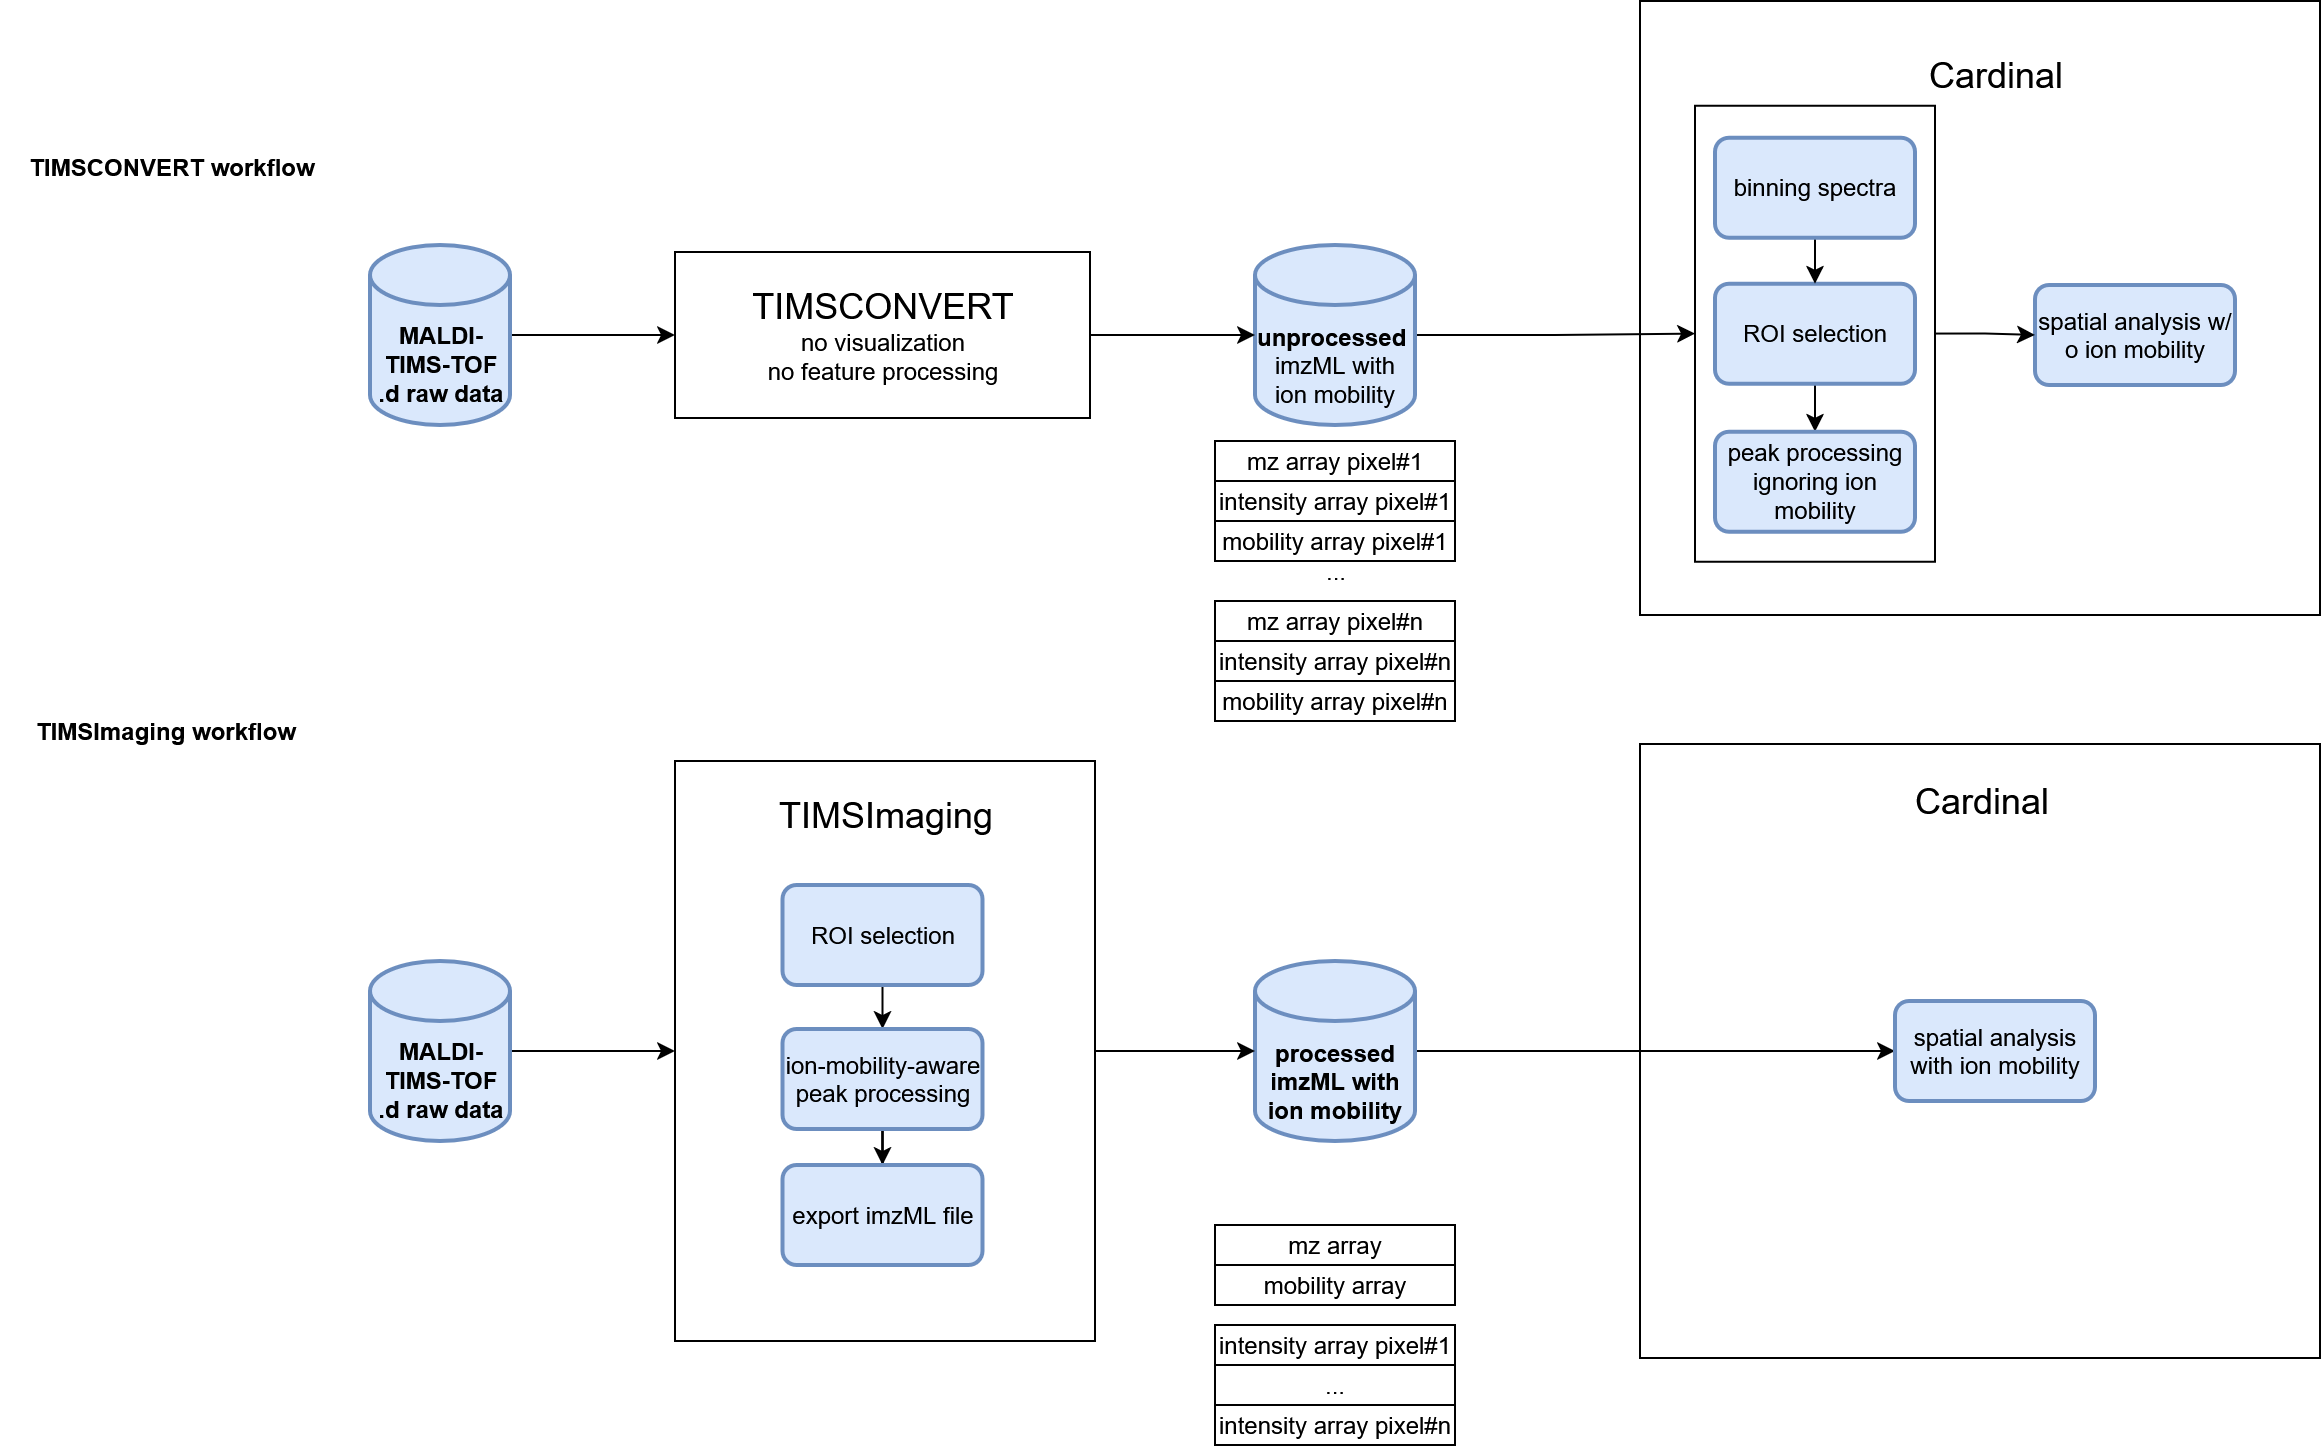 Cardinal
TIMSCONVERT workflow
binning spectra
MALDI-
TIMS-TOF
.d raw data
TIMSCONVERT
no visualization
no feature processing
unprocessed
imzML with
ion mobility
ROI selection
spatial analysis w/
o ion mobility
peak processing
ignoring ion
mobility
mz array pixel#1
intensity array pixel#1
mobility array pixel#1
...
mz array pixel#n
intensity array pixel#n
mobility array pixel#n
TIMSImaging workflow
TIMSImaging
Cardinal
ROI selection
MALDI-
TIMS-TOF
.d raw data
ion-mobility-aware
peak processing
export imzML file
processed
imzML with
ion mobility
spatial analysis
with ion mobility
mz array
mobility array
intensity array pixel#1
...
intensity array pixel#n